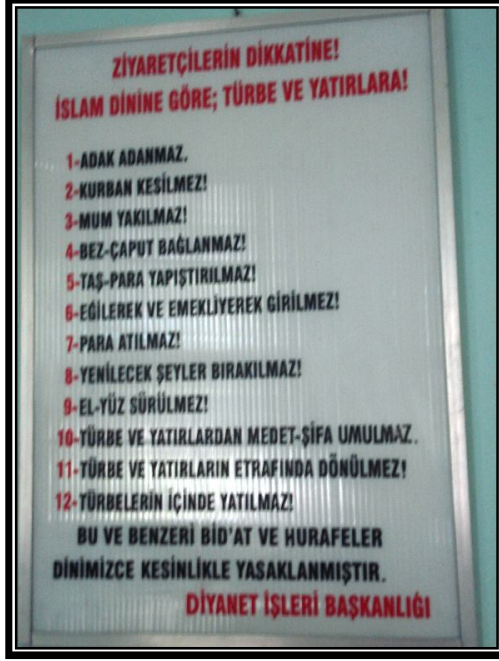 ZİYARETÇİLERİN DİKKATİNE!
İSLAM DİNİNE GÖRE; TÜRBE VE YATIRLARA!
1-ADAK ADANMAZ.
2-KURBAN KESİLMEZ!
3-MUM YAKILMAZ!
4-BEZ-ÇAPUT BAĞLANMAZ!
5-TAŞ-PARA YAPIŞTIRILMAZ!
6-EĞİLEREK VE EMEKLİYEREK GİRİLMEZ!
7-PARA ATILMAZ!
8-YENİLECEK ŞEYLER BIRAKILMAZ!
9-EL-YÜZ SÜRÜLMEZ!
10-TÜRBE VE YATIRLARDAN MEDET-ŞİFA UMULMAZ.
11-TÜRBE VE YATIRLARIN ETRAFINDA DÖNÜLMEZ!
12-TÜRBELERİN İÇİNDE YATILMAZ!
BU VE BENZERİ BİD'AT VE HURAFELER
DİNİMİZCE KESİNLİKLE YASAKLANMIŞTIR.
DİYANET İŞLERİ BAŞKANLIĞI